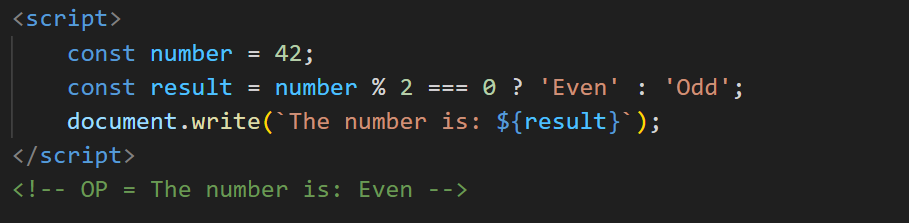 <script>
const number = 42;
const result = number % 2 === 0 ? 'Even' : 'Odd';
document.write(`The number is: ${result}`);
</script>
<!-- OP = The number is: Even -->